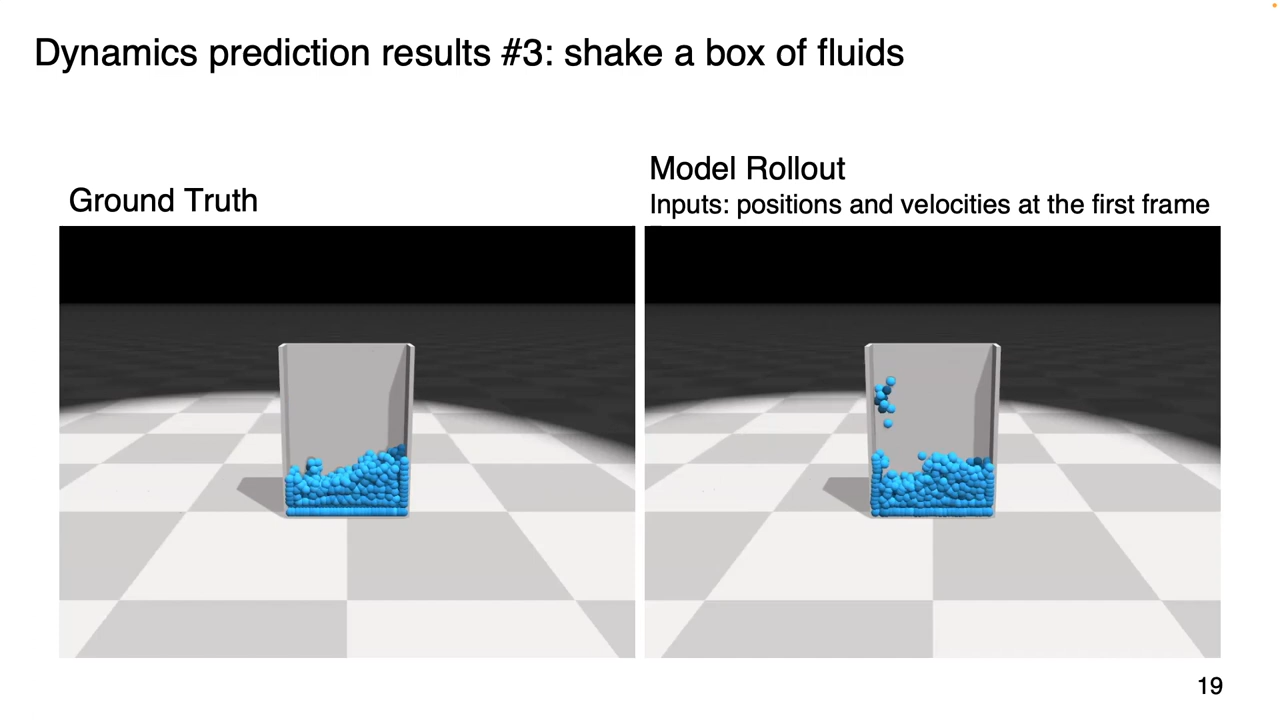 Dynamics prediction results #3: shake a box of fluids
Ground Truth
Model Rollout
Inputs: positions and velocities at the first frame
19